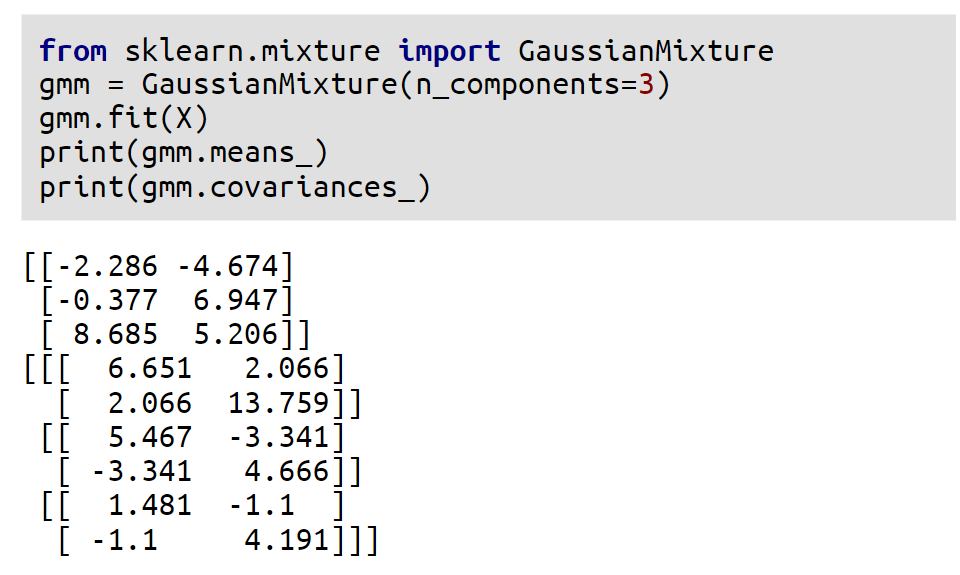 from sklearn.mixture import GaussianMixture
gmm = GaussianMixture(n_components=3)
gmm.fit(X)
print(gmm.means_)
print(gmm.covariances_)
[[-2.286 -4.674]
 [-0.377  6.947]
 [ 8.685  5.206]]
[[[  6.651   2.066]
  [  2.066  13.759]]
 [[  5.467  -3.341]
  [ -3.341   4.666]]
 [[  1.481  -1.1  ]
  [ -1.1     4.191]]]